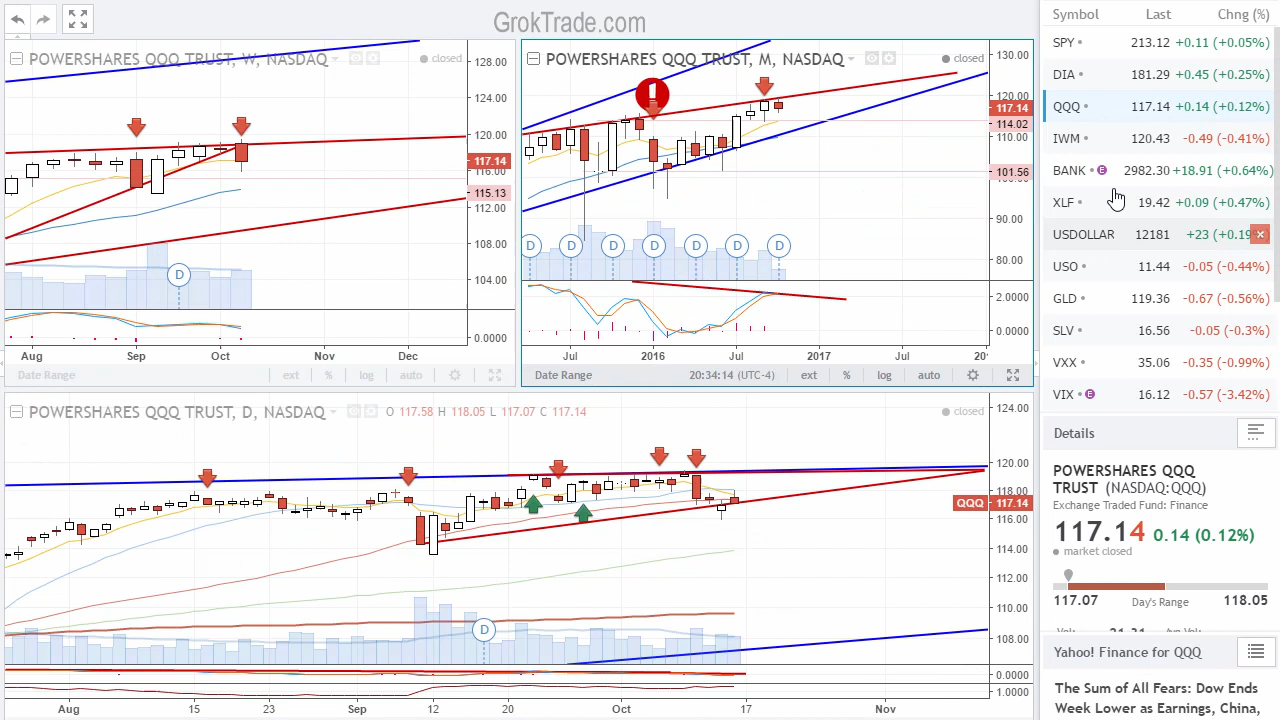 GrokTrade.com
POWERSHARES QQQ TRUST, W, NASDAQ
closed
128.00
124.00
120.00
117.14
116.00
115.13
112.00
108.00
104.00
D
0.0000
Aug Sep Oct Nov Dec
Date Range ext % log auto
POWERSHARES QQQ TRUST, M, NASDAQ
closed
130.00
120.00
117.14
114.02
110.00
101.56
90.00
80.00
D D D D D D D
2.0000
0.0000
Jul 2016 Jul 2017 Jul
Date Range 20:34:14 (UTC-4) ext % log auto
POWERSHARES QQQ TRUST, D, NASDAQ O 117.58 H 118.05 L 117.07 C 117.14
closed
124.00
120.00
118.00
QQQ 117.14
116.00
114.00
112.00
110.00
108.00
D
0.0000
1.0000
Aug 15 23 Sep 12 20 Oct 17 Nov
Symbol Last Chng (%)
SPY 213.12 +0.11 (+0.05%)
DIA 181.29 +0.45 (+0.25%)
QQQ 117.14 +0.14 (+0.12%)
IWM 120.43 -0.49 (-0.41%)
BANK E 2982.30 +18.91 (+0.64%)
XLF 19.42 +0.09 (+0.47%)
USDOLLAR 12181 +23 (+0.19
USO 11.44 -0.05 (-0.44%)
GLD 119.36 -0.67 (-0.56%)
SLV 16.56 -0.05 (-0.3%)
VXX 35.06 -0.35 (-0.99%)
VIX E 16.12 -0.57 (-3.42%)
Details
POWERSHARES QQQ
TRUST (NASDAQ:QQQ)
Exchange Traded Fund: Finance
117.14 0.14 (0.12%)
market closed
117.07 Day's Range 118.05
Yahoo! Finance for QQQ
The Sum of All Fears: Dow Ends
Week Lower as Earnings, China,